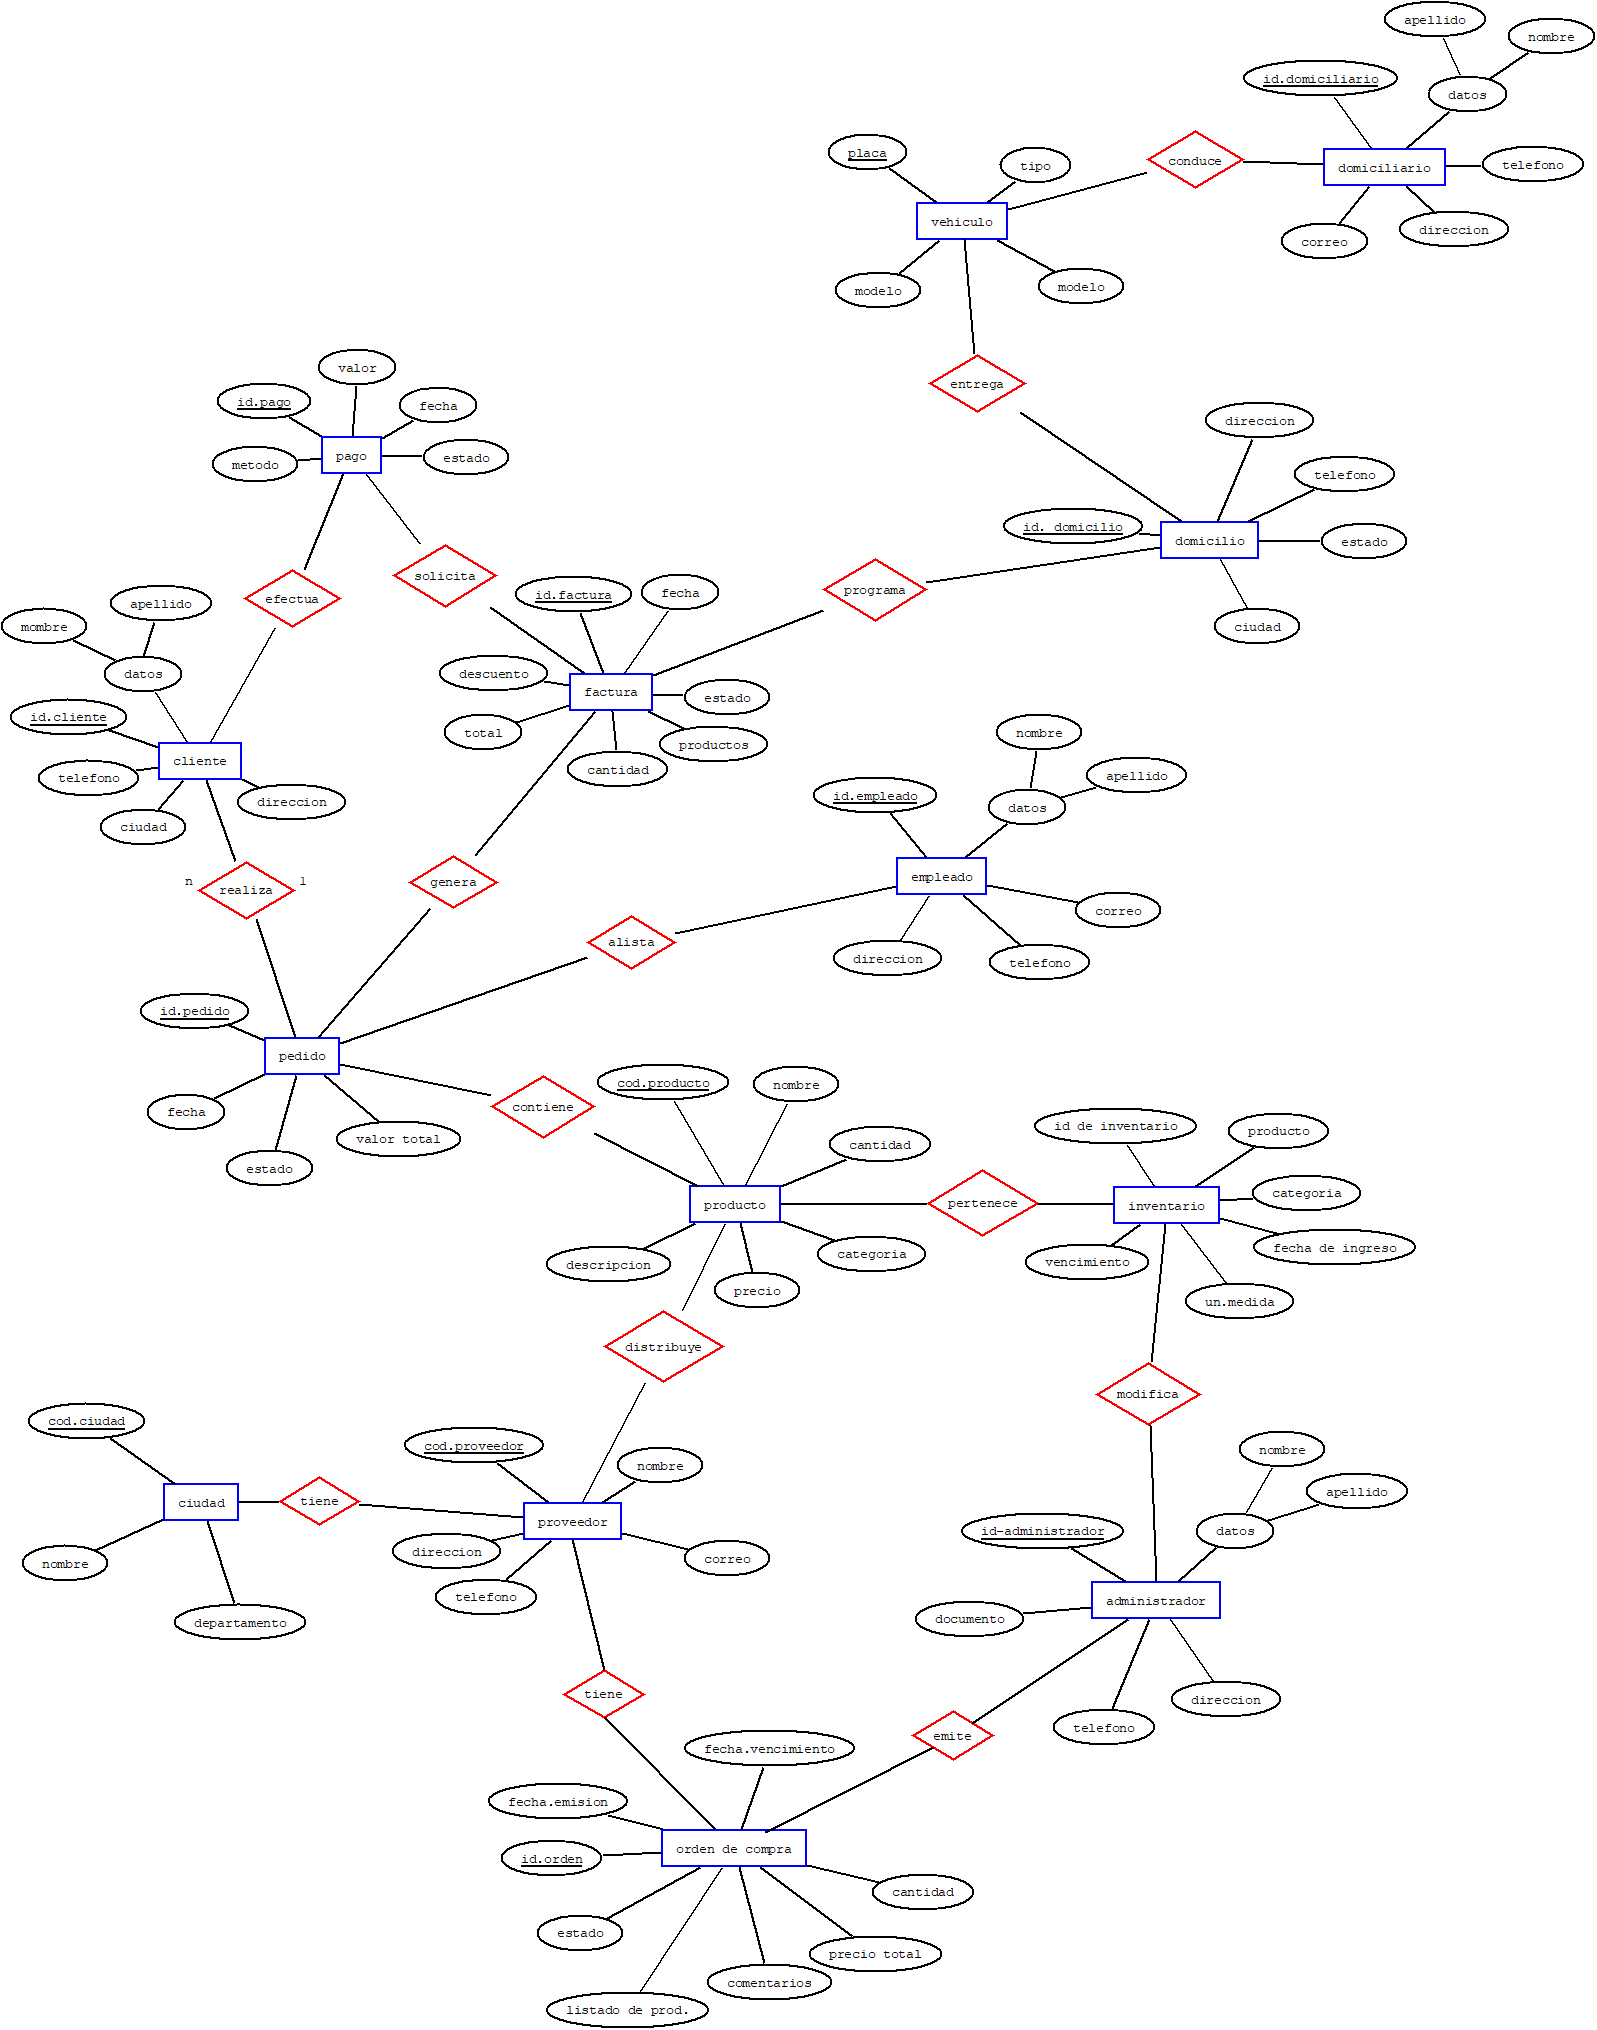 apellido
nombre
id.domiciliario
datos
placa
tipo
conduce
domiciliario
telefono
vehiculo
correo
direccion
modelo
modelo
entrega
valor
id.pago
fecha
pago
metodo
estado
direccion
telefono
id. domicilio
domicilio
estado
ciudad
solicita
efectua
programa
id.factura
fecha
mombre
apellido
datos
descuento
factura
estado
total
productos
cantidad
id.cliente
cliente
telefono
direccion
ciudad
nombre
apellido
id.empleado
datos
empleado
correo
direccion
telefono
n
realiza
1
genera
alista
id.pedido
pedido
fecha
estado
valor total
contiene
cod.producto
nombre
cantidad
producto
pertenece
descripcion
precio
categoria
id de inventario
producto
categoria
inventario
fecha de ingreso
vencimiento
un.medida
distribuye
modifica
cod.ciudad
ciudad
tiene
nombre
departamento
cod.proveedor
nombre
proveedor
direccion
telefono
correo
nombre
apellido
id-administrador
datos
administrador
documento
telefono
direccion
tiene
emite
fecha.vencimiento
fecha.emision
orden de compra
id.orden
cantidad
estado
precio total
comentarios
listado de prod.